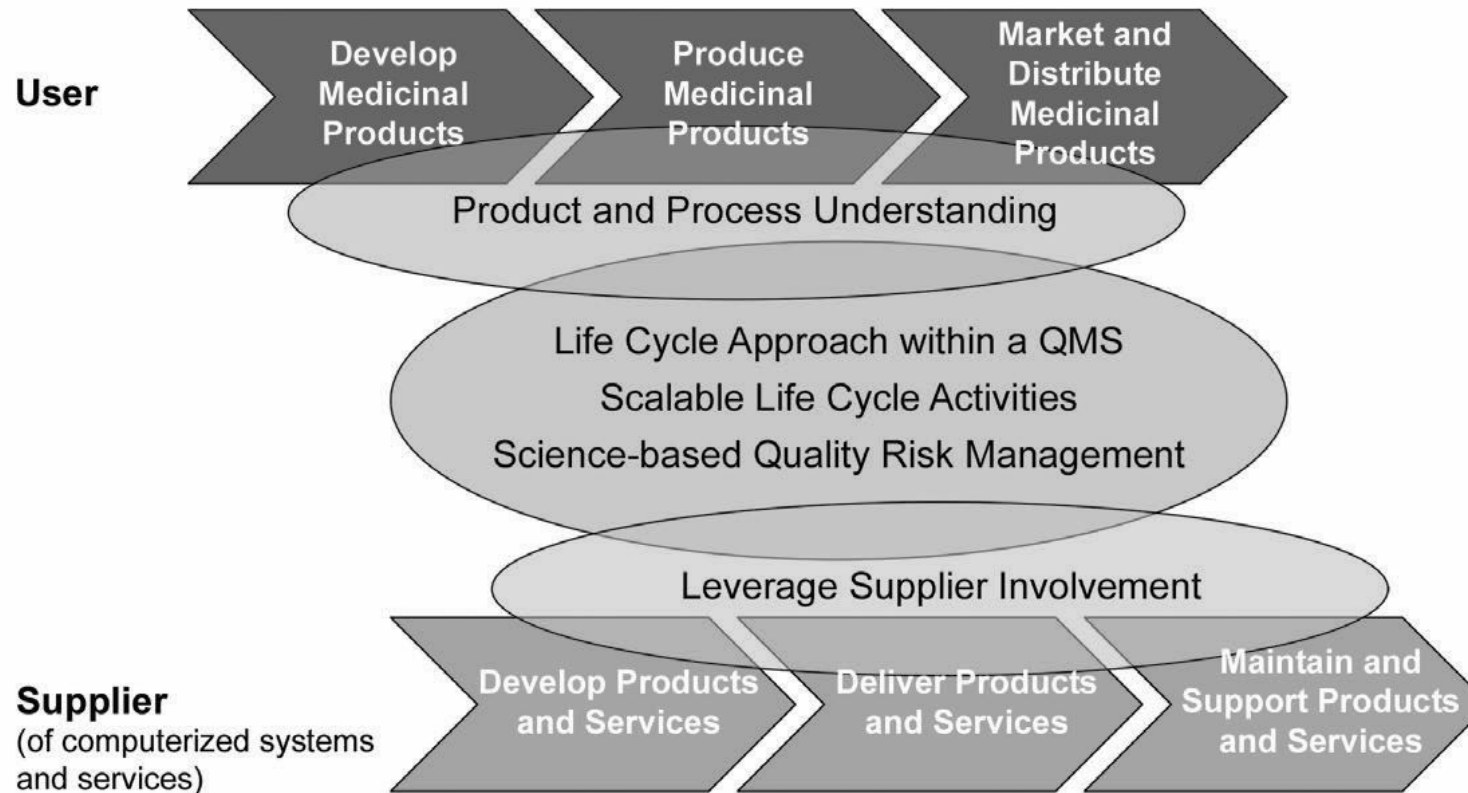 User
Develop
Medicinal
Products
Produce
Medicinal
Products
Market and
Distribute
Medicinal
Products
Product and Process Understanding
Life Cycle Approach within a QMS
Scalable Life Cycle Activities
Science-based Quality Risk Management
Leverage Supplier Involvement
Supplier
(of computerized systems
and services)
Develop Products
and Services
Deliver Products
and Services
Maintain and
Support Products
and Services